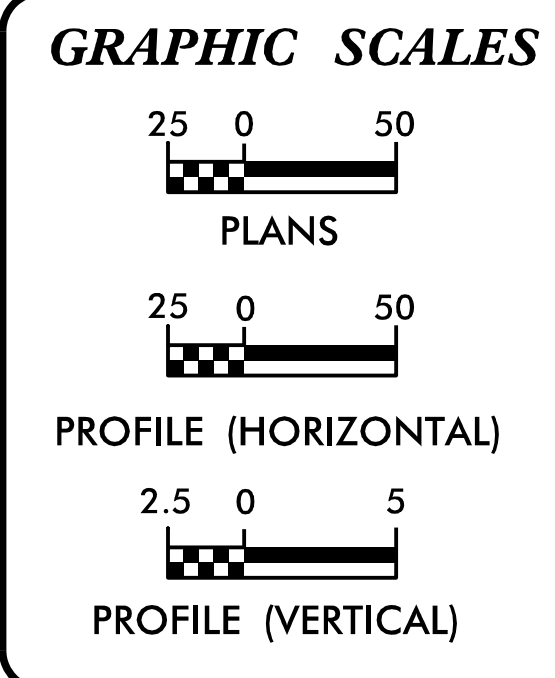 GRAPHIC SCALES
25 0 50
PLANS
25 0 50
PROFILE (HORIZONTAL)
2.5 0 5
PROFILE (VERTICAL)